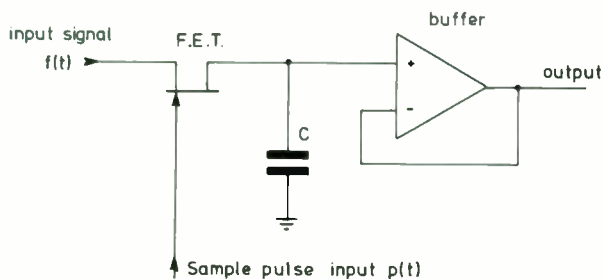 input signal
f(t)
F.E.T.
buffer
+
-
output
C
Sample pulse input p(t)